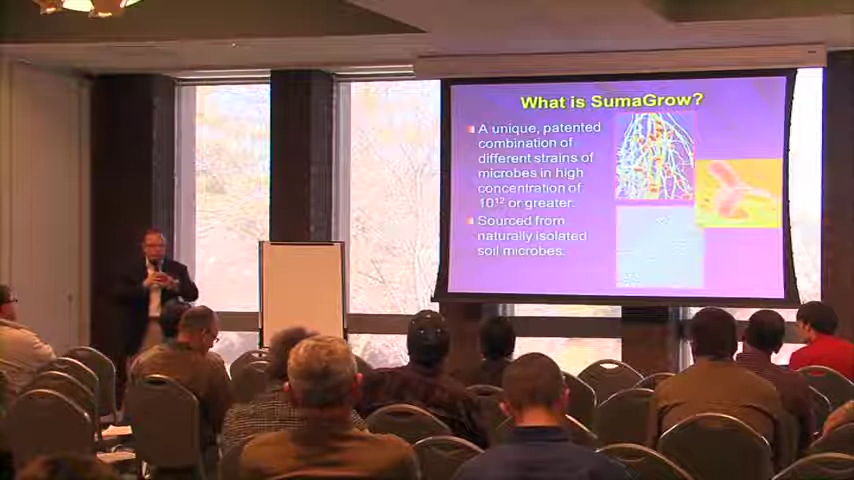 What is SumaGrow?
A unique, patented
combination of
different strains of
microbes in high
concentration of
10¹² or greater.
Sourced from
naturally isolated
soil microbes.